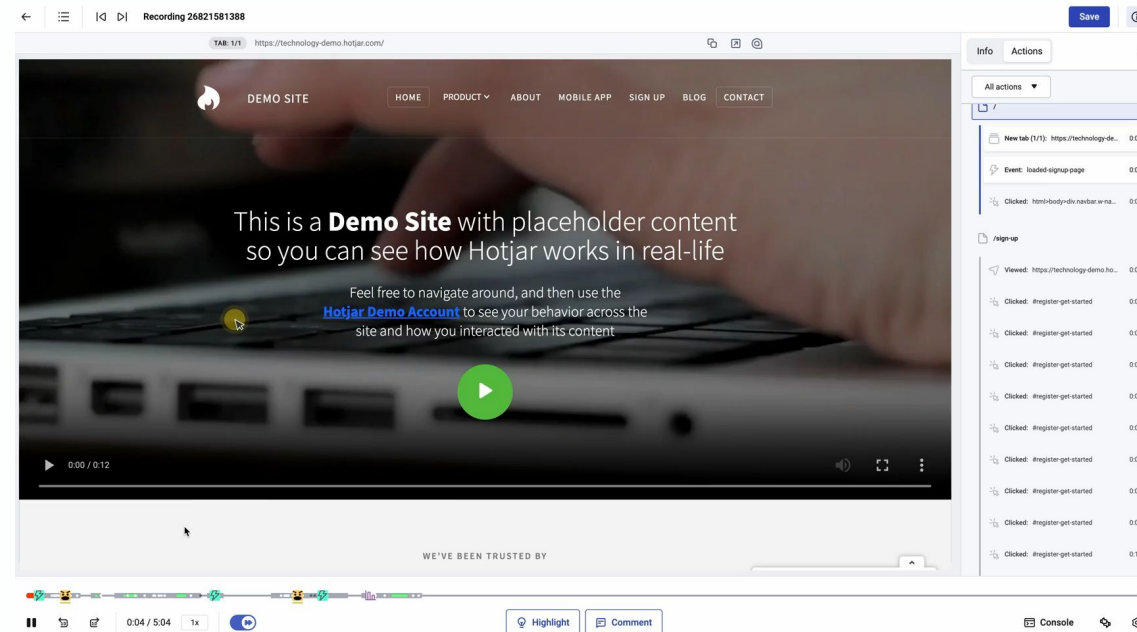 Recording 26821581388
Save
TAB: 1/1 https://technology-demo.hotjar.com/
Info Actions
All actions
DEMO SITE HOME PRODUCT ABOUT MOBILE APP SIGN UP BLOG CONTACT
/
New tab (1/1): https://technology-de...
Event: loaded-signup-page
Clicked: html>body>div.navbar.w-na...
/sign-up
Viewed: https://technology-demo.ho...
Clicked: #register-get-started
Clicked: #register-get-started
Clicked: #register-get-started
Clicked: #register-get-started
Clicked: #register-get-started
Clicked: #register-get-started
Clicked: #register-get-started
Clicked: #register-get-started
Clicked: #register-get-started
This is a Demo Site with placeholder content
so you can see how Hotjar works in real-life
Feel free to navigate around, and then use the
Hotjar Demo Account to see your behavior across the
site and how you interacted with its content
0:00 / 0:12
WE'VE BEEN TRUSTED BY
0:04 / 5:04 1x Highlight Comment Console